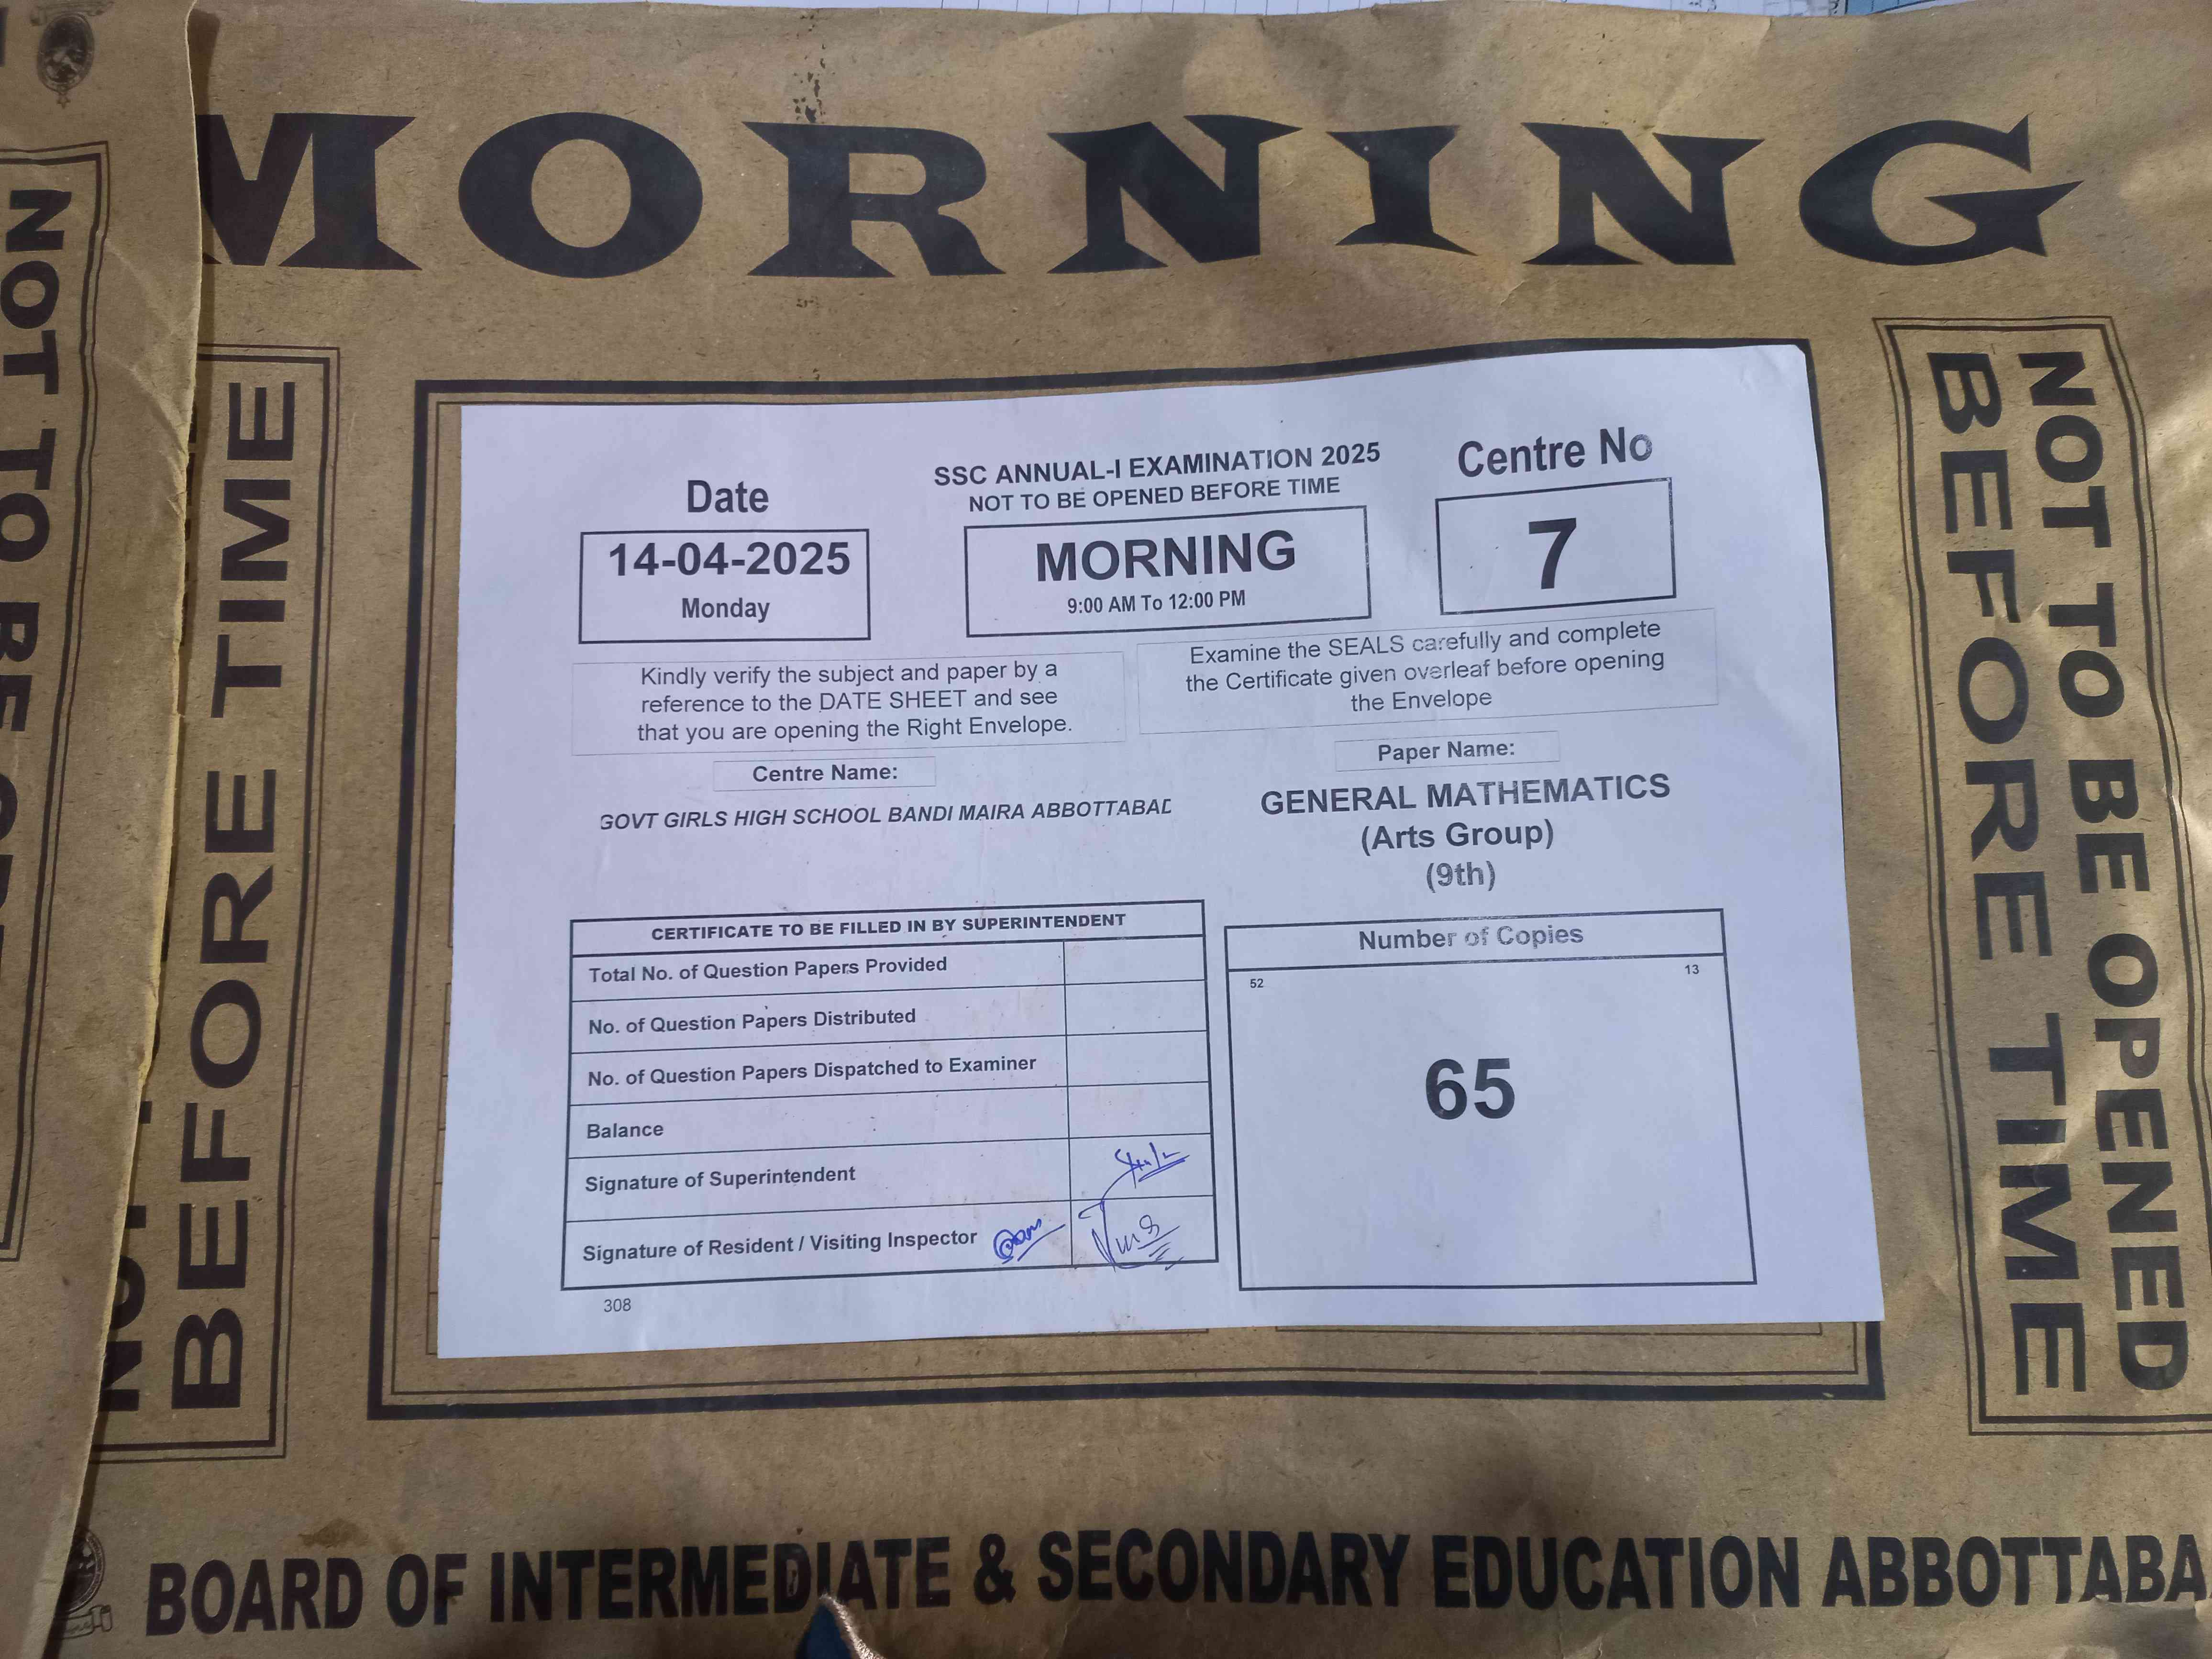 MORNING
NOT TO BE
BEFORE TIME
NOT TO BE OPENED
BEFORE TIME
Date
14-04-2025
Monday
SSC ANNUAL-I EXAMINATION 2025
NOT TO BE OPENED BEFORE TIME
MORNING
9:00 AM To 12:00 PM
Centre No
7
Kindly verify the subject and paper by a
reference to the DATE SHEET and see
that you are opening the Right Envelope.
Examine the SEALS carefully and complete
the Certificate given overleaf before opening
the Envelope
Centre Name:
GOVT GIRLS HIGH SCHOOL BANDI MAIRA ABBOTTABAD
Paper Name:
GENERAL MATHEMATICS
(Arts Group)
(9th)
CERTIFICATE TO BE FILLED IN BY SUPERINTENDENT
Total No. of Question Papers Provided
No. of Question Papers Distributed
No. of Question Papers Dispatched to Examiner
Balance
Signature of Superintendent
Signature of Resident / Visiting Inspector
308
Number of Copies
52
13
65
BOARD OF INTERMEDIATE & SECONDARY EDUCATION ABBOTTABA